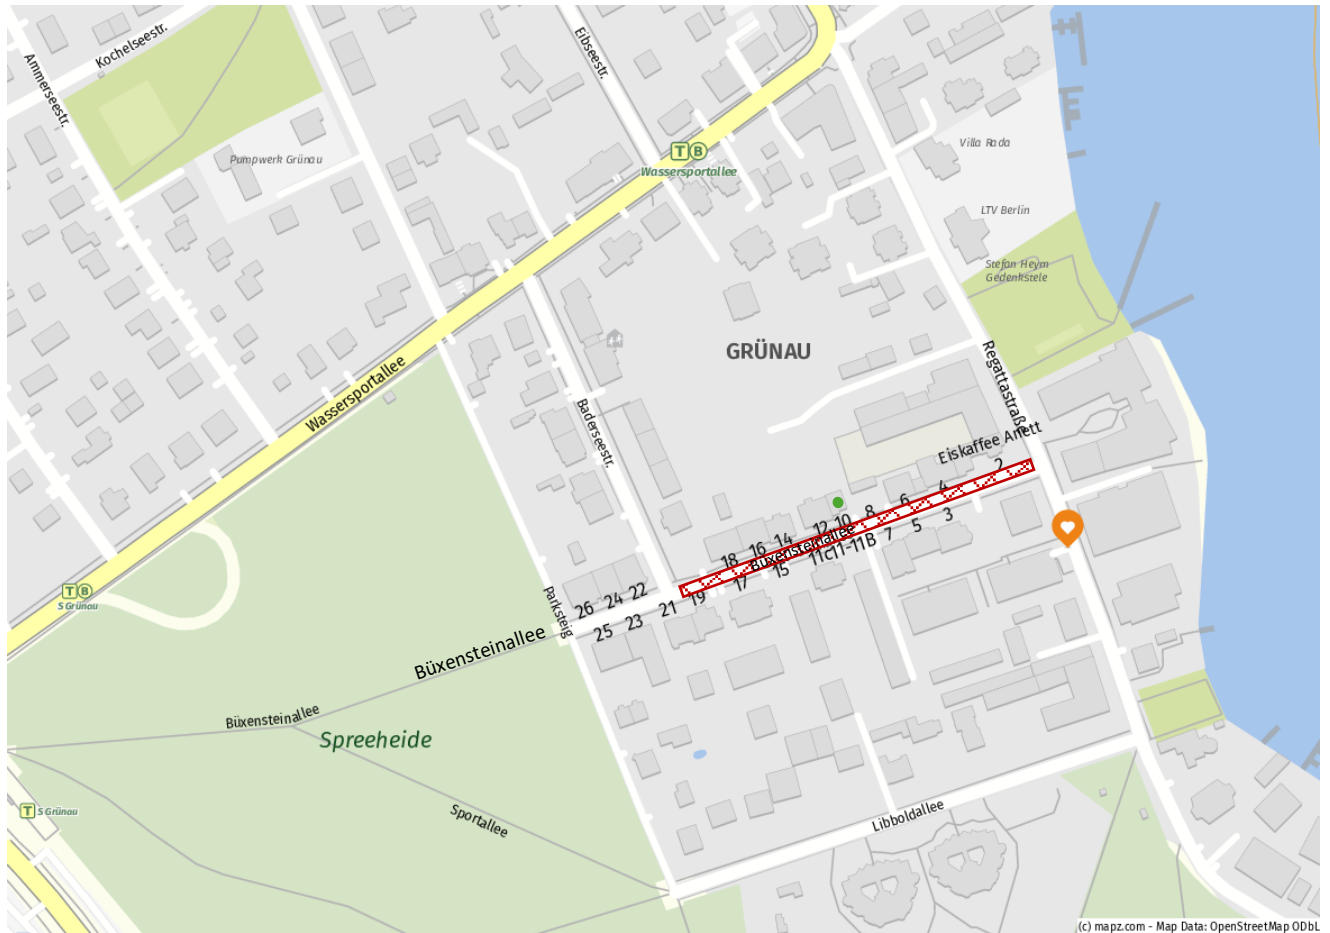 Kochelseestr.
Ammerseestr.
Eibseestr.
Pumpwerk Grünau
T B
Wassersportallee
Villa Rada
LTV Berlin
Stefan Heym
Gedenkstele
GRÜNAU
Regattastraße
Wassersportallee
Baderseestr.
Eiskaffee Anett
2
4
6
8
10
12
14
16
18
Büxensteinallee
3
5
7
11-11B
11c
15
17
19
21
22
24
26
23
25
Parksteig
T B
S Grünau
Büxensteinallee
Büxensteinallee
Spreeheide
T S Grünau
Sportallee
Libboldallee
(c) mapz.com - Map Data: OpenStreetMap ODbL